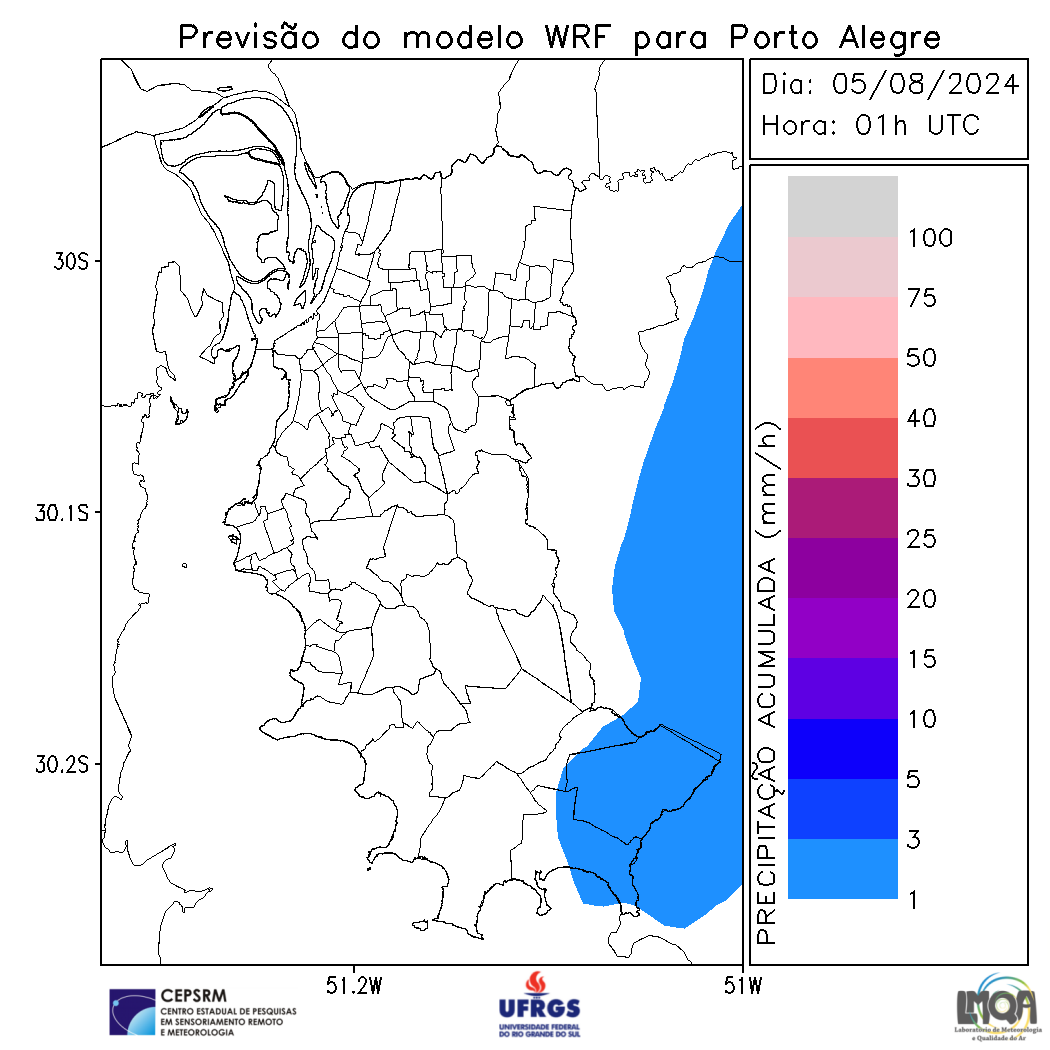 Previsão do modelo WRF para Porto Alegre
Dia: 05/08/2024
Hora: 01h UTC
30S
30.1S
30.2S
51.2W
51W
PRECIPITAÇÃO ACUMULADA (mm/h)
100
75
50
40
30
25
20
15
10
5
3
1
CEPSRM
CENTRO ESTADUAL DE PESQUISAS
EM SENSORIAMENTO REMOTO
E METEOROLOGIA
UFRGS
UNIVERSIDADE FEDERAL
DO RIO GRANDE DO SUL
LMQA
Laboratório de Meteorologia
e Qualidade do Ar